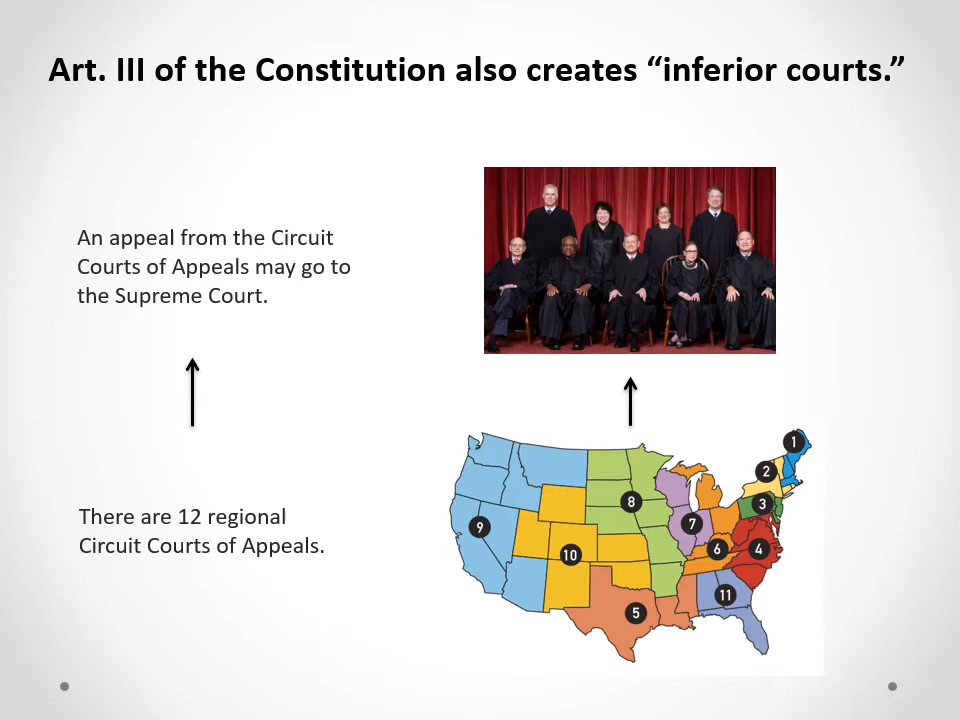 Art. III of the Constitution also creates “inferior courts.”
An appeal from the Circuit
Courts of Appeals may go to
the Supreme Court.
There are 12 regional
Circuit Courts of Appeals.
1
2
3
8
9
7
6
4
10
11
5